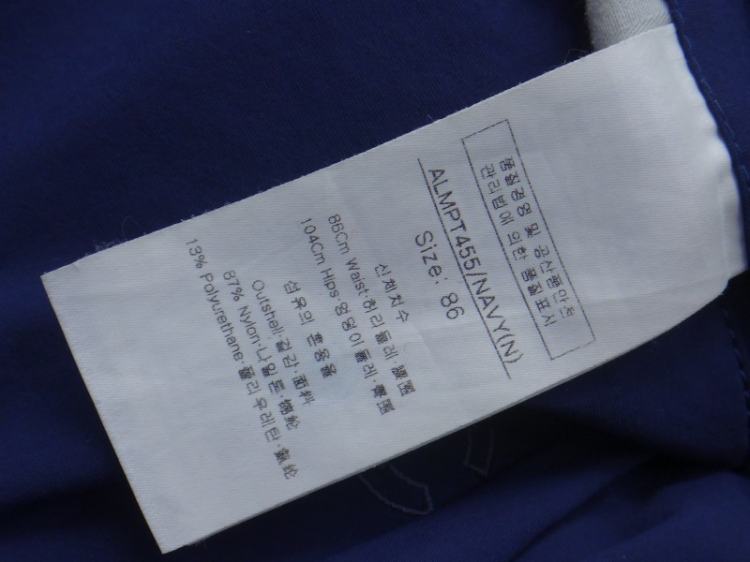 품질경영 및 공산품안전
관리법에 의한 품질표시
ALMPT455/NAVY(N)
Size: 86
신체치수
86Cm Waist·허리둘레·腰围
104Cm Hips·엉덩이둘레·臀围
섬유의 혼용율
Outshell·겉감·面料
87% Nylon·나일론·锦纶
13% Polyurethane·폴리우레탄·氨纶